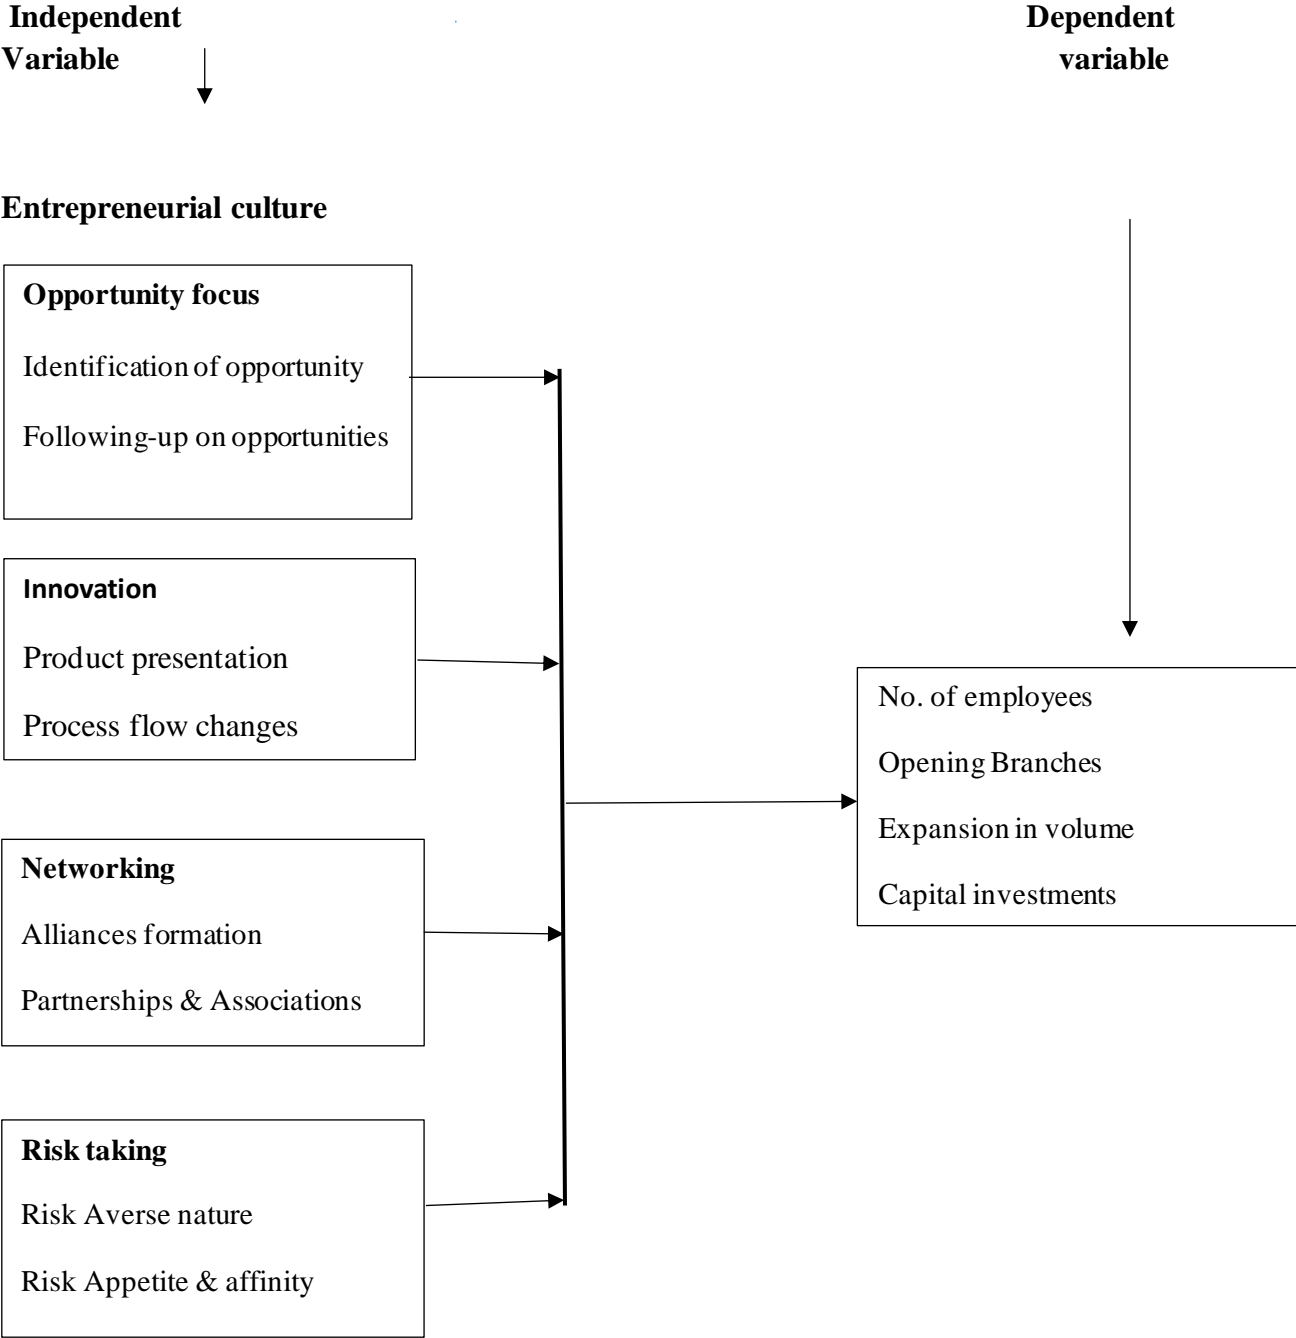 Independent
Variable
Dependent
variable
Entrepreneurial culture
Opportunity focus
Identification of opportunity
Following-up on opportunities
Innovation
Product presentation
Process flow changes
Networking
Alliances formation
Partnerships & Associations
Risk taking
Risk Averse nature
Risk Appetite & affinity
No. of employees
Opening Branches
Expansion in volume
Capital investments